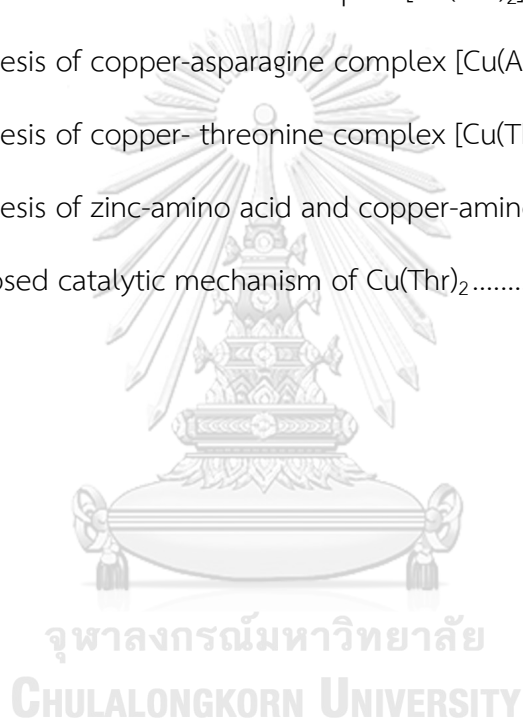 esis of copper-asparagine complex [Cu(A
esis of copper- threonine complex [Cu(T
esis of zinc-amino acid and copper-amin
osed catalytic mechanism of Cu(Thr)₂.......
จุฬาลงกรณ์มหาวิทยาลัย
CHULALONGKORN UNIVERSITY